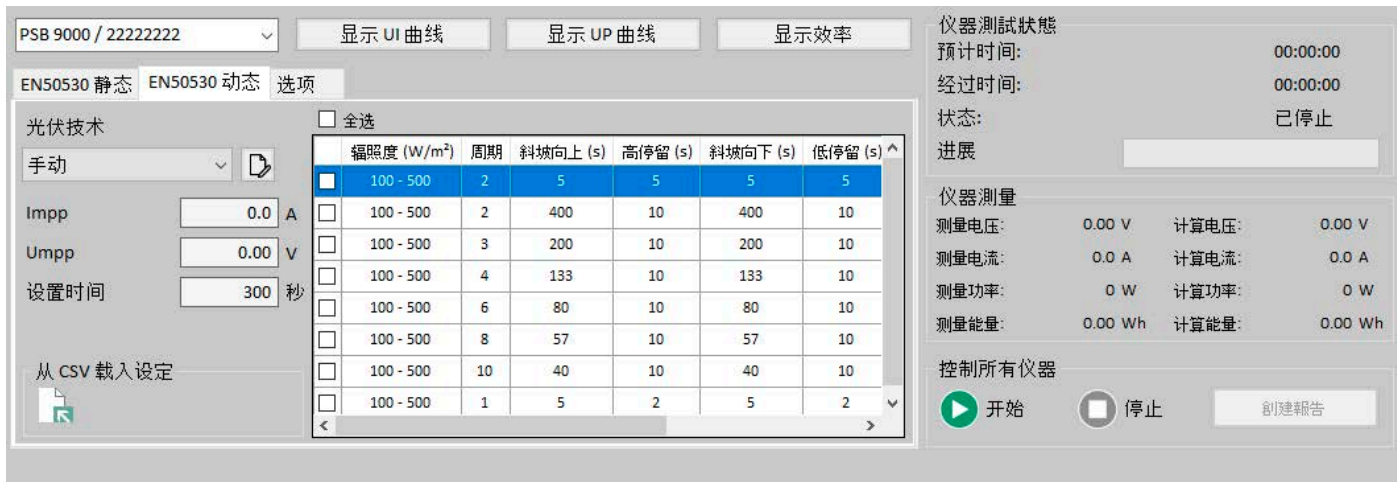 PSB 9000 / 22222222
显示 UI 曲线
显示 UP 曲线
显示效率
EN50530 静态
EN50530 动态
选项
光伏技术
手动
Impp 0.0 A
Umpp 0.00 V
设置时间 300 秒
从 CSV 载入设定
全选
辐照度 (W/m²) 周期 斜坡向上 (s) 高停留 (s) 斜坡向下 (s) 低停留 (s)
100 - 500 2 5 5 5 5
100 - 500 2 400 10 400 10
100 - 500 3 200 10 200 10
100 - 500 4 133 10 133 10
100 - 500 6 80 10 80 10
100 - 500 8 57 10 57 10
100 - 500 10 40 10 40 10
100 - 500 1 5 2 5 2
仪器测試狀態
预计时间: 00:00:00
经过时间: 00:00:00
状态: 已停止
进展
仪器测量
测量电压: 0.00 V 计算电压: 0.00 V
测量电流: 0.0 A 计算电流: 0.0 A
测量功率: 0 W 计算功率: 0 W
测量能量: 0.00 Wh 计算能量: 0.00 Wh
控制所有仪器
开始
停止
創建報告